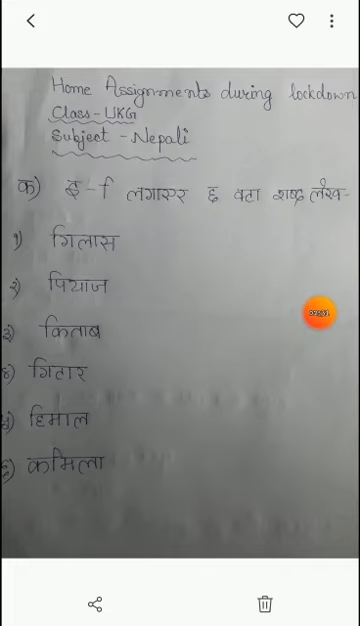 Home Assignments during lockdown
Class - UKG
Subject - Nepali
क) इ - ि लगाएर ६ वटा शब्द लेख -
१) गिलास
२) पियाज
३) किताब
४) गिटार
५) हिमाल
६) कमिला